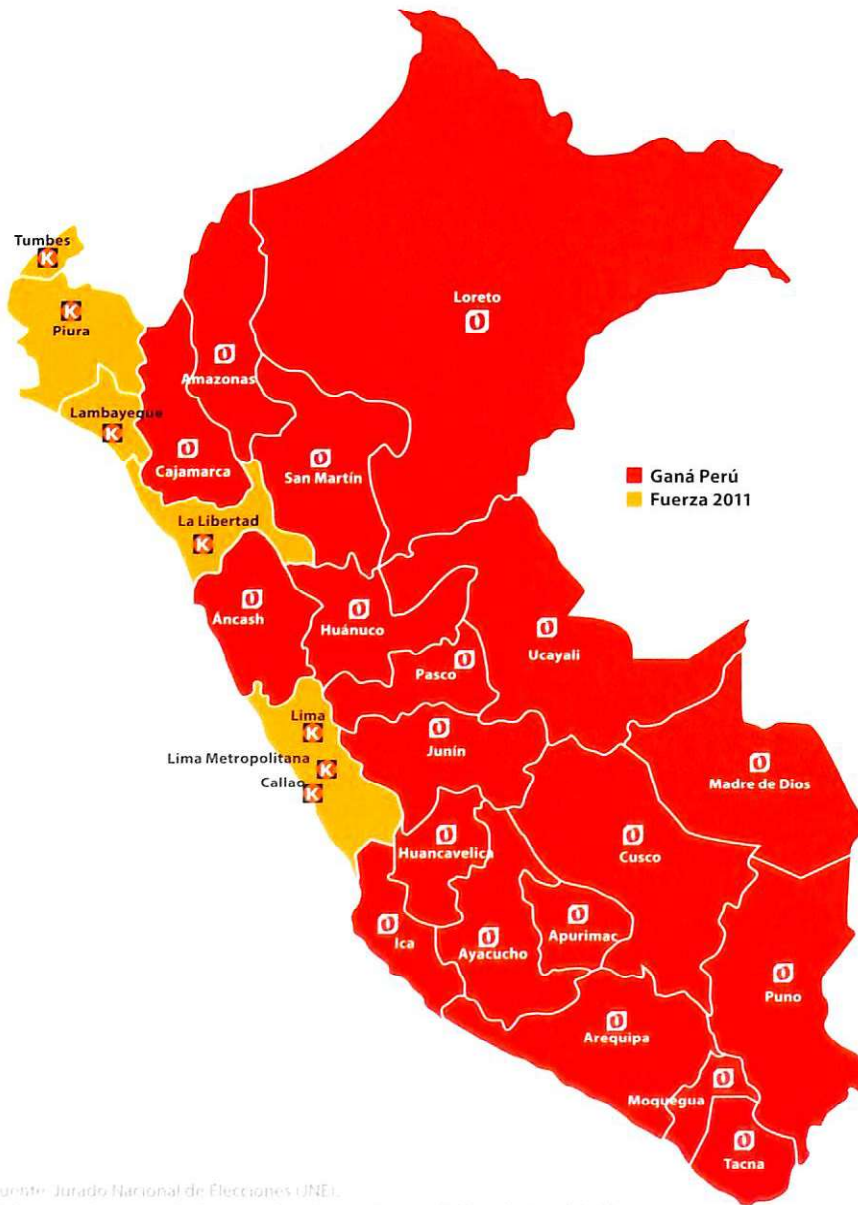 Tumbes
K
K
Piura
Loreto
Amazonas
Lambayeque
K
Cajamarca
San Martín
Ganá Perú
Fuerza 2011
La Libertad
K
Áncash
Huánuco
Ucayali
Pasco
Lima
K
Junín
Lima Metropolitana
K
Callao
K
Madre de Dios
Huancavelica
Cusco
Ica
Ayacucho
Apurimac
Puno
Arequipa
Moquegua
Tacna
uente: Jurado Nacional de Elecciones (JNE).